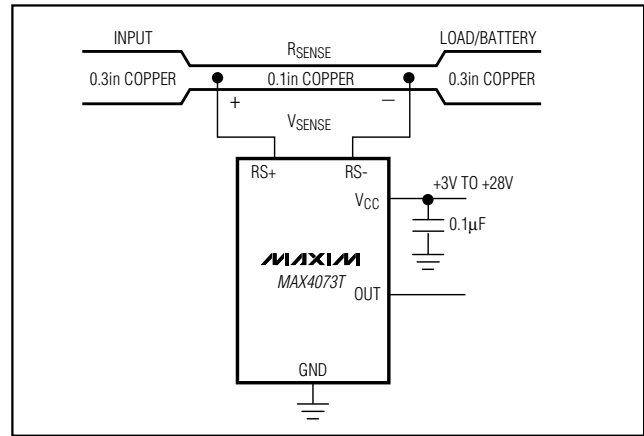 INPUT
RSENSE
LOAD/BATTERY
0.3in COPPER
0.1in COPPER
0.3in COPPER
+
−
VSENSE
RS+
RS-
VCC
+3V TO +28V
0.1μF
MAXIM
MAX4073T
OUT
GND